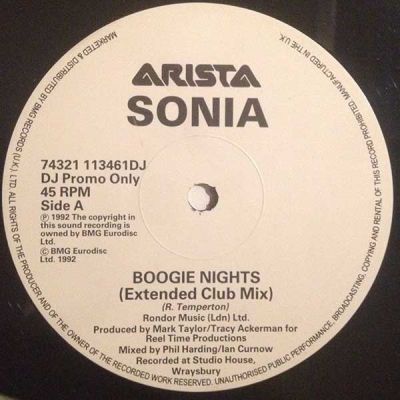 MARKETED & DISTRIBUTED BY BMG RECORDS (U.K.) LTD. ALL RIGHTS OF THE PRODUCER AND OF THE OWNER OF THE RECORDED WORK RESERVED. UNAUTHORISED PUBLIC PERFORMANCE, BROADCASTING, COPYING AND RENTAL OF THIS RECORD PROHIBITED. MANUFACTURED IN THE U.K.
ARISTA
SONIA
74321 113461DJ
DJ Promo Only
45 RPM
Side A
℗ 1992 The copyright in
this sound recording is
owned by BMG Eurodisc
Ltd.
© BMG Eurodisc
Ltd. 1992
BOOGIE NIGHTS
(Extended Club Mix)
(R. Temperton)
Rondor Music (Ldn) Ltd.
Produced by Mark Taylor/Tracy Ackerman for
Reel Time Productions
Mixed by Phil Harding/Ian Curnow
Recorded at Studio House,
Wraysbury